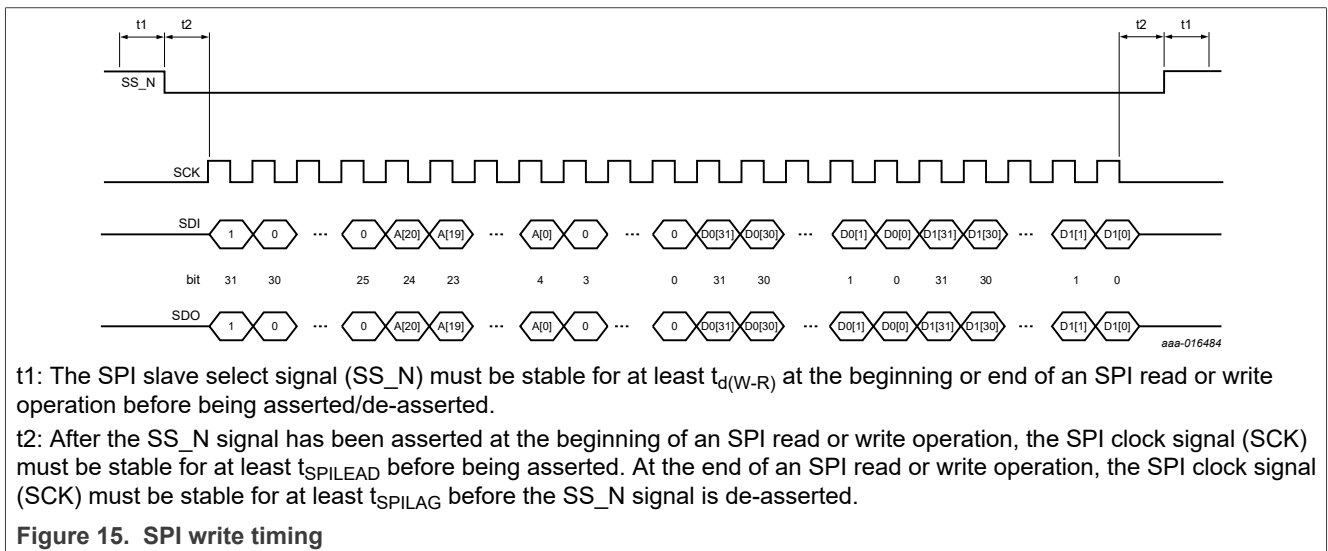 t1 t2 t2 t1
SS_N
SCK
SDI 1 0 ... 0 A[20] A[19] ... A[0] 0 ... 0 D0[31] D0[30] ... D0[1] D0[0] D1[31] D1[30] ... D1[1] D1[0]
bit 31 30 25 24 23 4 3 0 31 30 1 0 31 30 1 0
SDO 1 0 ... 0 A[20] A[19] ... A[0] 0 ... 0 D0[31] D0[30] ... D0[1] D0[0] D1[31] D1[30] ... D1[1] D1[0]
aaa-016484
t1: The SPI slave select signal (SS_N) must be stable for at least td(W-R) at the beginning or end of an SPI read or write
operation before being asserted/de-asserted.
t2: After the SS_N signal has been asserted at the beginning of an SPI read or write operation, the SPI clock signal (SCK)
must be stable for at least tSPILEAD before being asserted. At the end of an SPI read or write operation, the SPI clock signal
(SCK) must be stable for at least tSPILAG before the SS_N signal is de-asserted.
Figure 15. SPI write timing